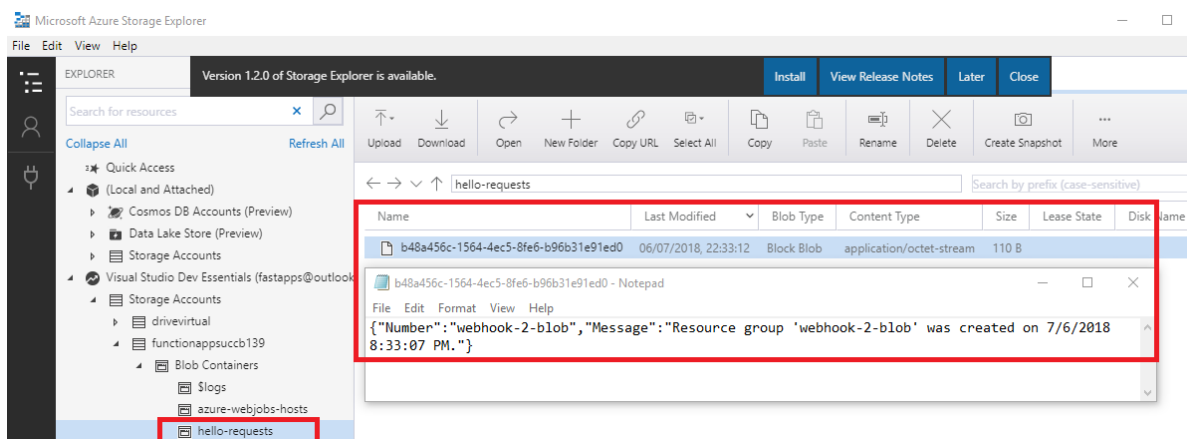 Microsoft Azure Storage Explorer
File Edit View Help
EXPLORER
Version 1.2.0 of Storage Explorer is available.
Install
View Release Notes
Later
Close
Search for resources
Collapse All
Refresh All
Quick Access
(Local and Attached)
Cosmos DB Accounts (Preview)
Data Lake Store (Preview)
Storage Accounts
Visual Studio Dev Essentials (fastapps@outlook
Storage Accounts
drivevirtual
functionappsuccb139
Blob Containers
$logs
azure-webjobs-hosts
hello-requests
Upload Download Open New Folder Copy URL Select All Copy Paste Rename Delete Create Snapshot More
hello-requests
Search by prefix (case-sensitive)
Name Last Modified Blob Type Content Type Size Lease State Disk Name
b48a456c-1564-4ec5-8fe6-b96b31e91ed0 06/07/2018, 22:33:12 Block Blob application/octet-stream 110 B
b48a456c-1564-4ec5-8fe6-b96b31e91ed0 - Notepad
File Edit Format View Help
{"Number":"webhook-2-blob","Message":"Resource group 'webhook-2-blob' was created on 7/6/2018
8:33:07 PM."}